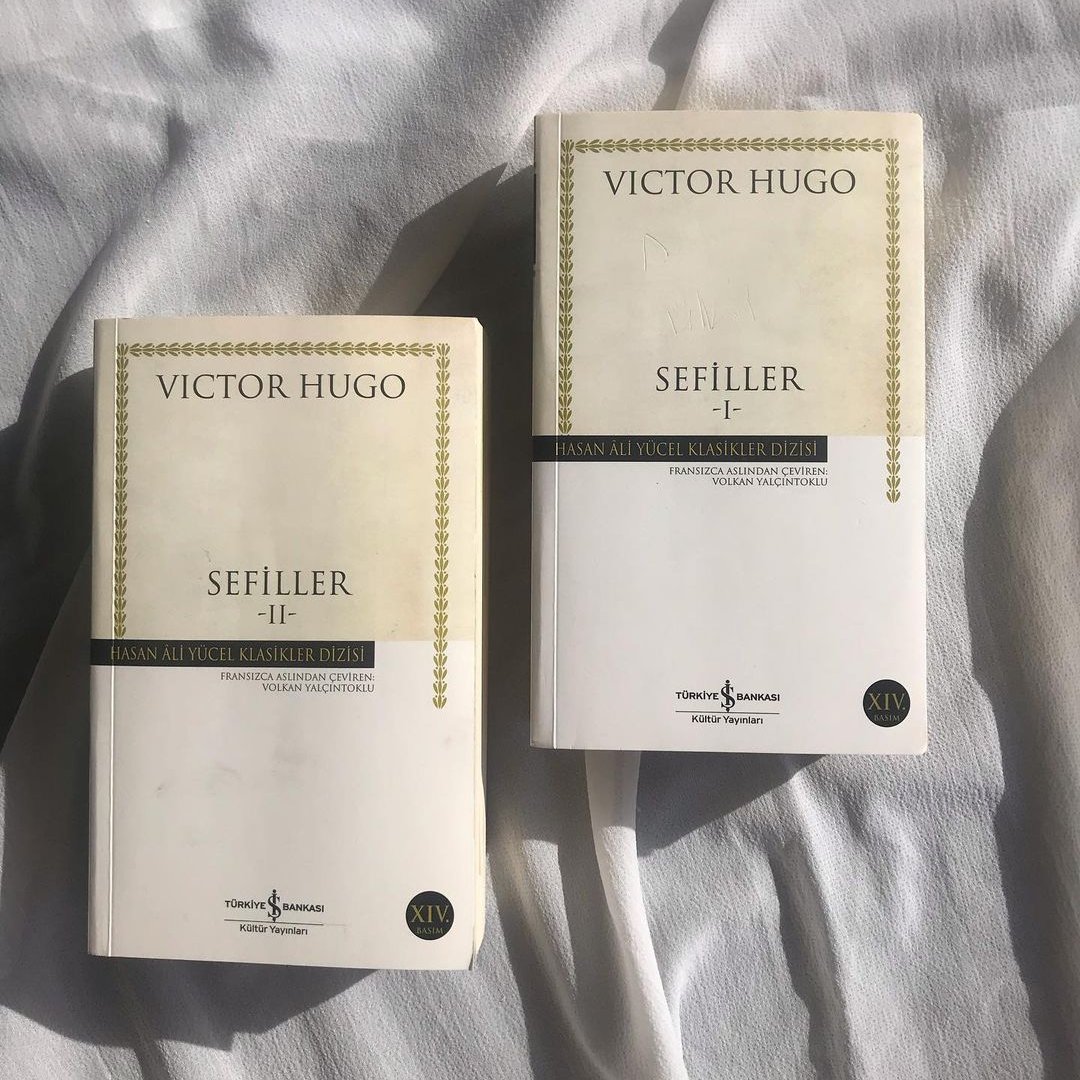 VICTOR HUGO
SEFİLLER
-I-
HASAN ÂLİ YÜCEL KLASİKLER DİZİSİ
FRANSIZCA ASLINDAN ÇEVİREN:
VOLKAN YALÇINTOKLU
TÜRKİYE İŞ BANKASI
Kültür Yayınları
XIV.
BASIM
VICTOR HUGO
SEFİLLER
-II-
HASAN ÂLİ YÜCEL KLASİKLER DİZİSİ
FRANSIZCA ASLINDAN ÇEVİREN:
VOLKAN YALÇINTOKLU
TÜRKİYE İŞ BANKASI
Kültür Yayınları
XIV.
BASIM